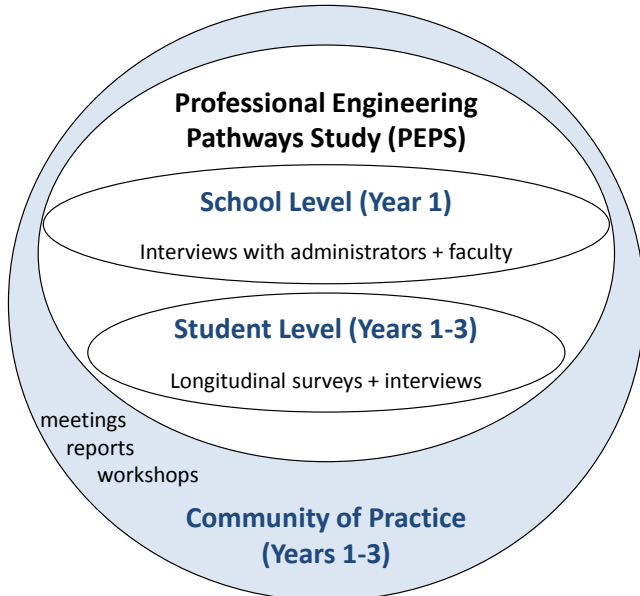 Professional Engineering
Pathways Study (PEPS)
School Level (Year 1)
Interviews with administrators + faculty
Student Level (Years 1-3)
Longitudinal surveys + interviews
meetings
reports
workshops
Community of Practice
(Years 1-3)